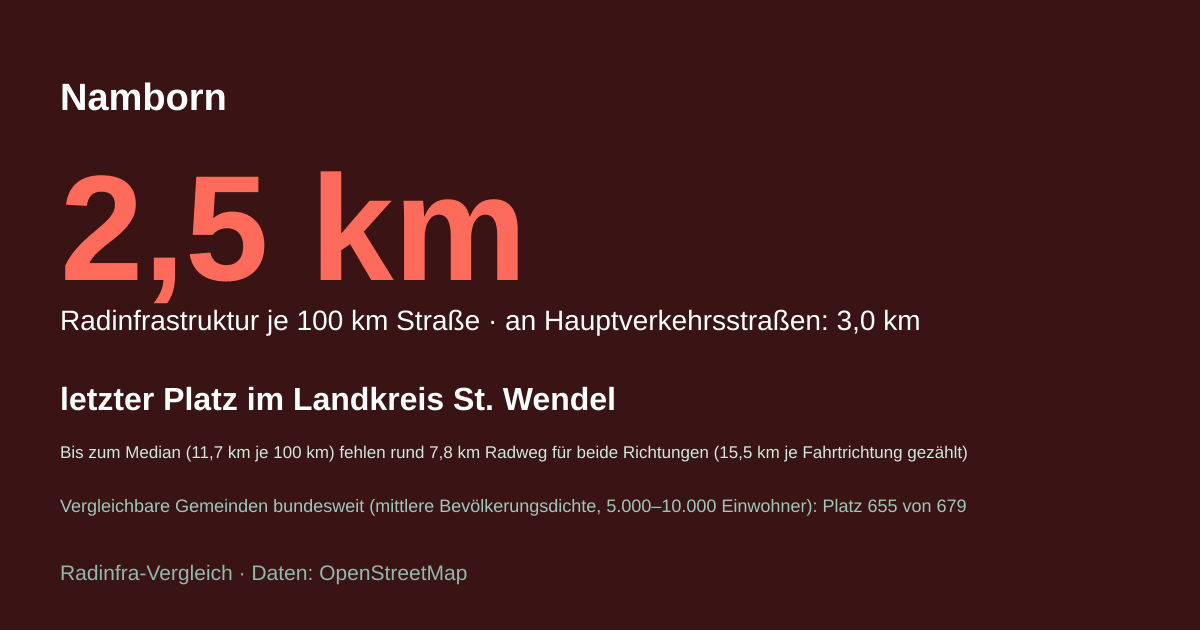 Namborn
2,5 km
Radinfrastruktur je 100 km Straße · an Hauptverkehrsstraßen: 3,0 km
letzter Platz im Landkreis St. Wendel
Bis zum Median (11,7 km je 100 km) fehlen rund 7,8 km Radweg für beide Richtungen (15,5 km je Fahrtrichtung gezählt)
Vergleichbare Gemeinden bundesweit (mittlere Bevölkerungsdichte, 5.000–10.000 Einwohner): Platz 655 von 679
Radinfra-Vergleich · Daten: OpenStreetMap